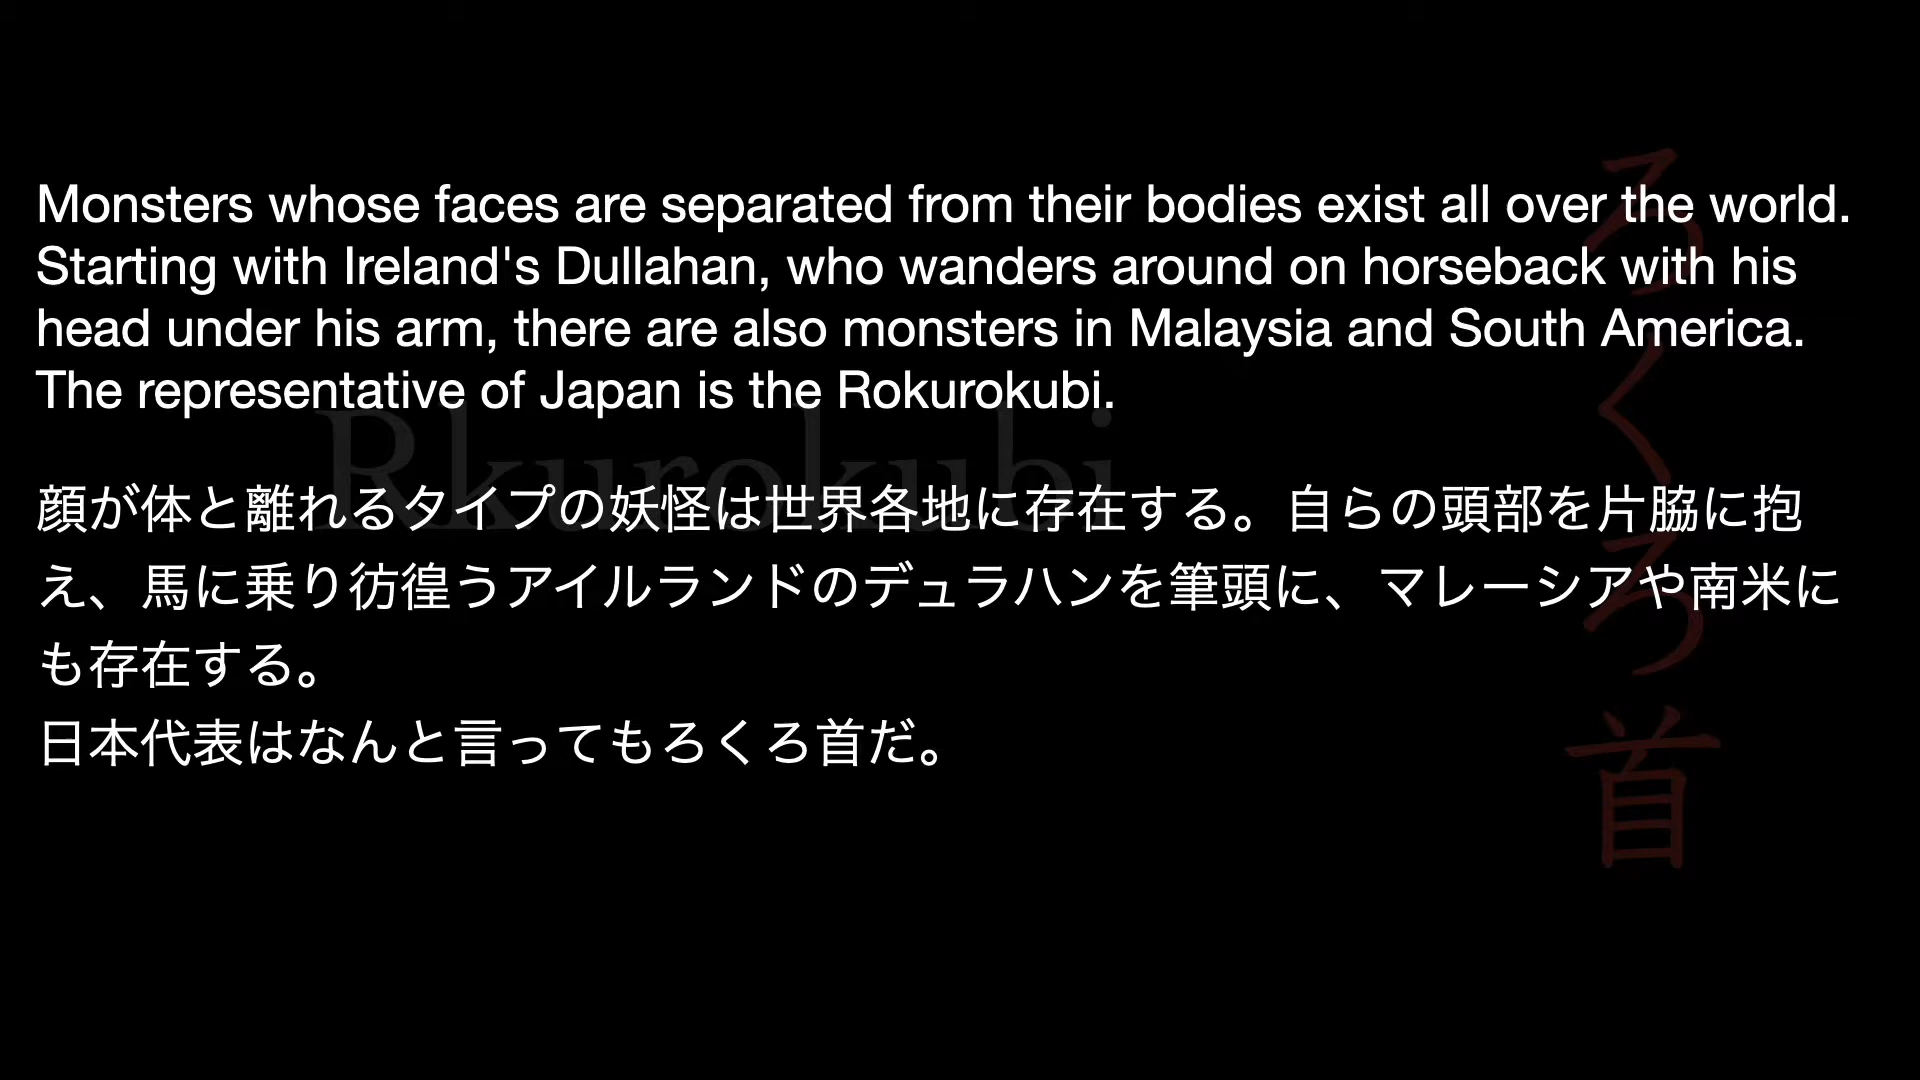 Monsters whose faces are separated from their bodies exist all over the world.
Starting with Ireland's Dullahan, who wanders around on horseback with his
head under his arm, there are also monsters in Malaysia and South America.
The representative of Japan is the Rokurokubi.
Rkurokubi
顔が体と離れるタイプの妖怪は世界各地に存在する。自らの頭部を片脇に抱
え、馬に乗り彷徨うアイルランドのデュラハンを筆頭に、マレーシアや南米に
も存在する。
日本代表はなんと言ってもろくろ首だ。
ろくろ首